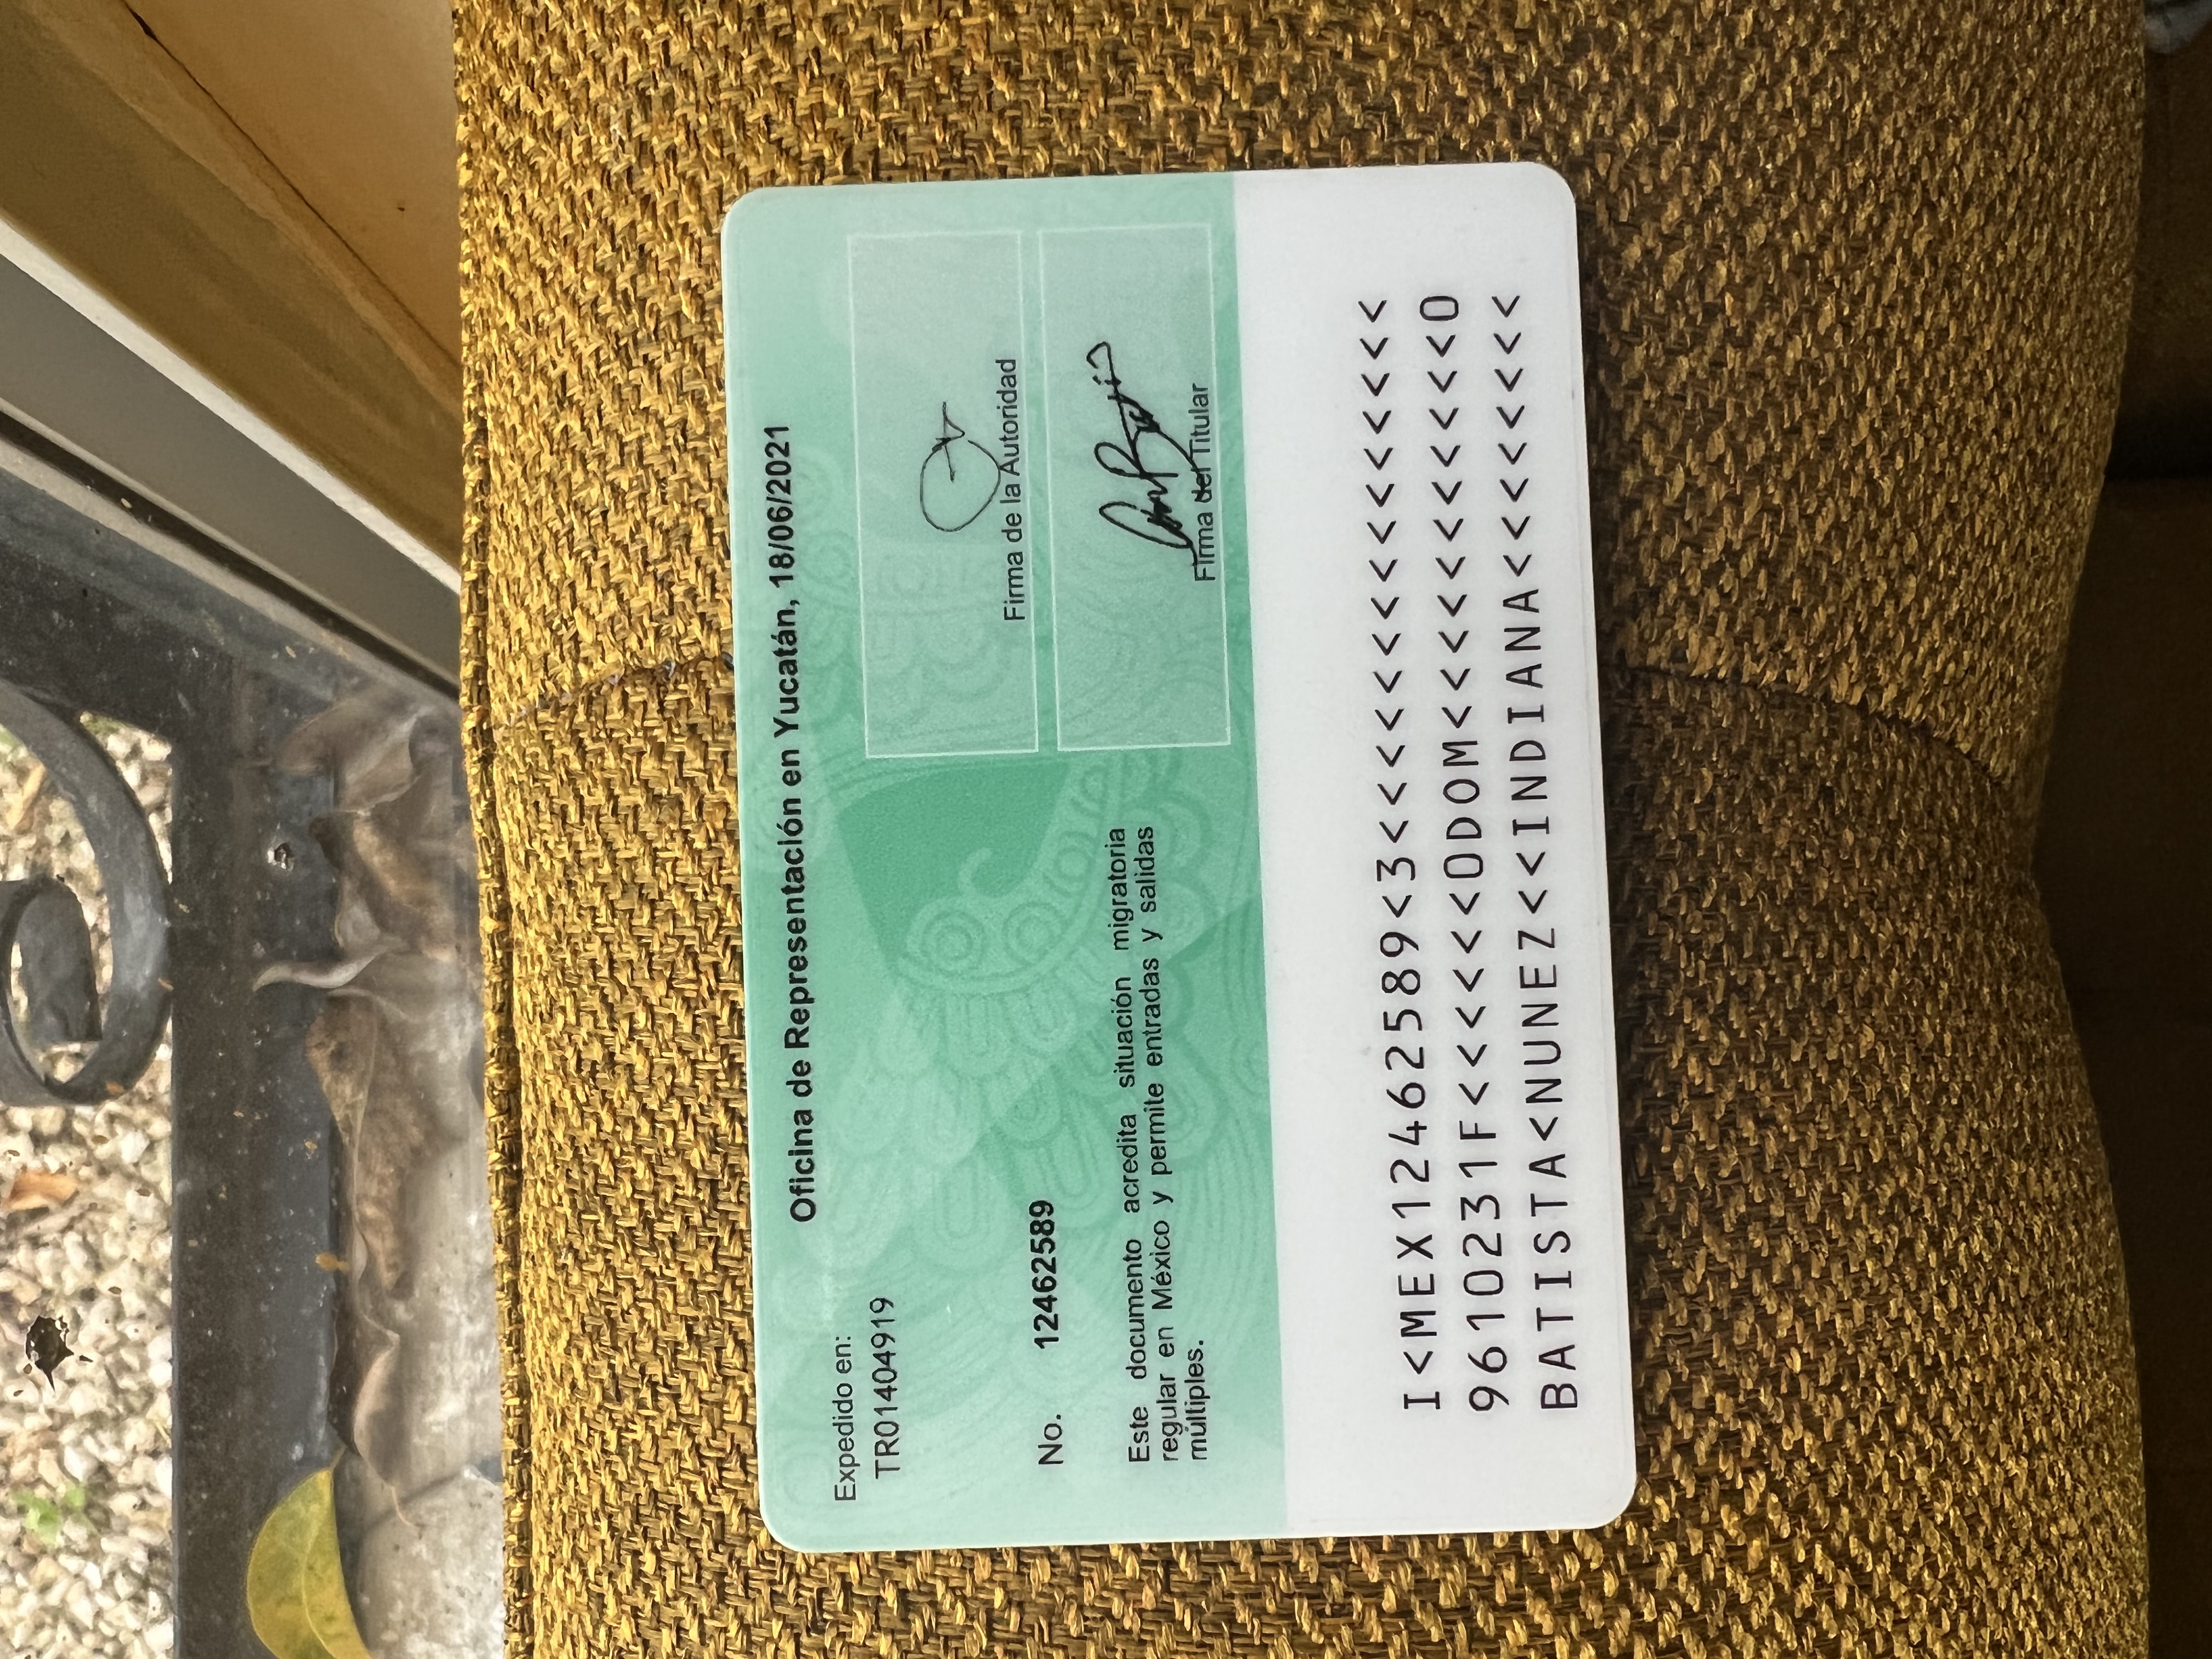 Oficina de Representación en Yucatán, 18/06/2021
Expedido en:
TR01404919
No. 124625589
Este documento acredita situación migratoria
regular en México y permite entradas y salidas
múltiples.
Firma de la Autoridad
Firma del Titular
I<MEX124625589<3<<<<<<<<<<<<<<
9610231F<<<<<<<ODOM<<<<<<<<<<<0
BATISTA<NUNEZ<<INDIANA<<<<<<<<